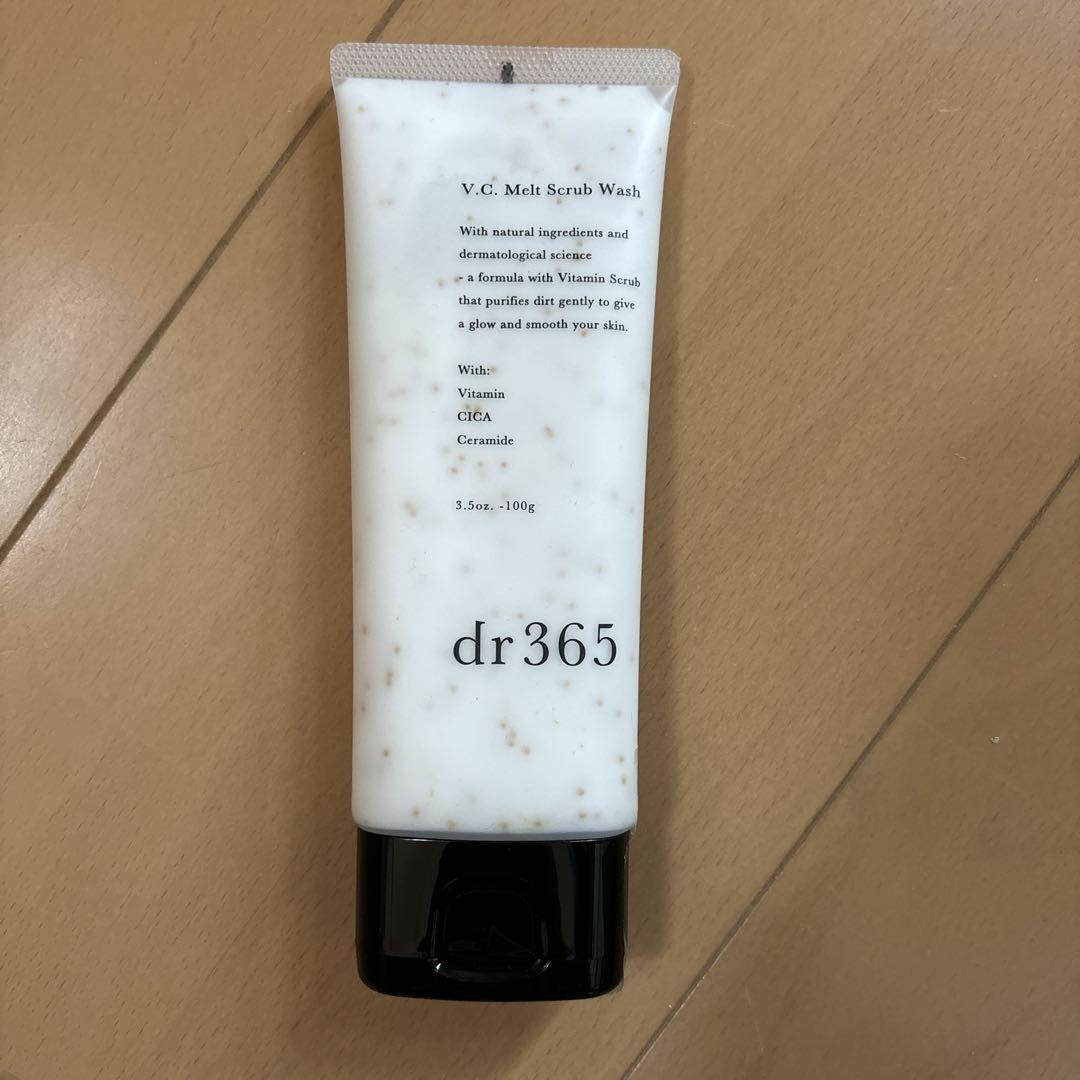 V.C. Melt Scrub Wash
With natural ingredients and
dermatological science
- a formula with Vitamin Scrub
that purifies dirt gently to give
a glow and smooth your skin.
With:
Vitamin
CICA
Ceramide
3.5oz. -100g
dr365